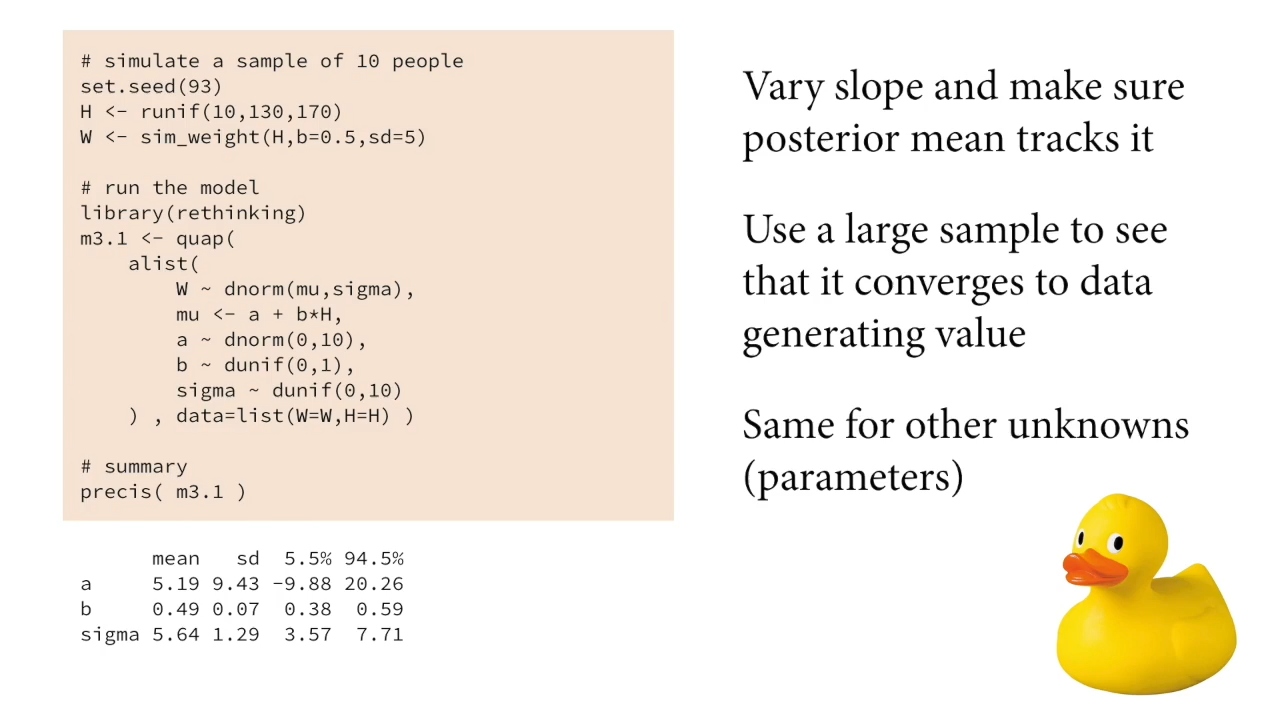 # simulate a sample of 10 people
set.seed(93)
H <- runif(10,130,170)
W <- sim_weight(H,b=0.5,sd=5)
# run the model
library(rethinking)
m3.1 <- quap(
    alist(
        W ~ dnorm(mu,sigma),
        mu <- a + b*H,
        a ~ dnorm(0,10),
        b ~ dunif(0,1),
        sigma ~ dunif(0,10)
    ) , data=list(W=W,H=H) )
# summary
precis( m3.1 )
      mean   sd  5.5% 94.5%
a     5.19 9.43 −9.88 20.26
b     0.49 0.07  0.38  0.59
sigma 5.64 1.29  3.57  7.71
Vary slope and make sure
posterior mean tracks it
Use a large sample to see
that it converges to data
generating value
Same for other unknowns
(parameters)